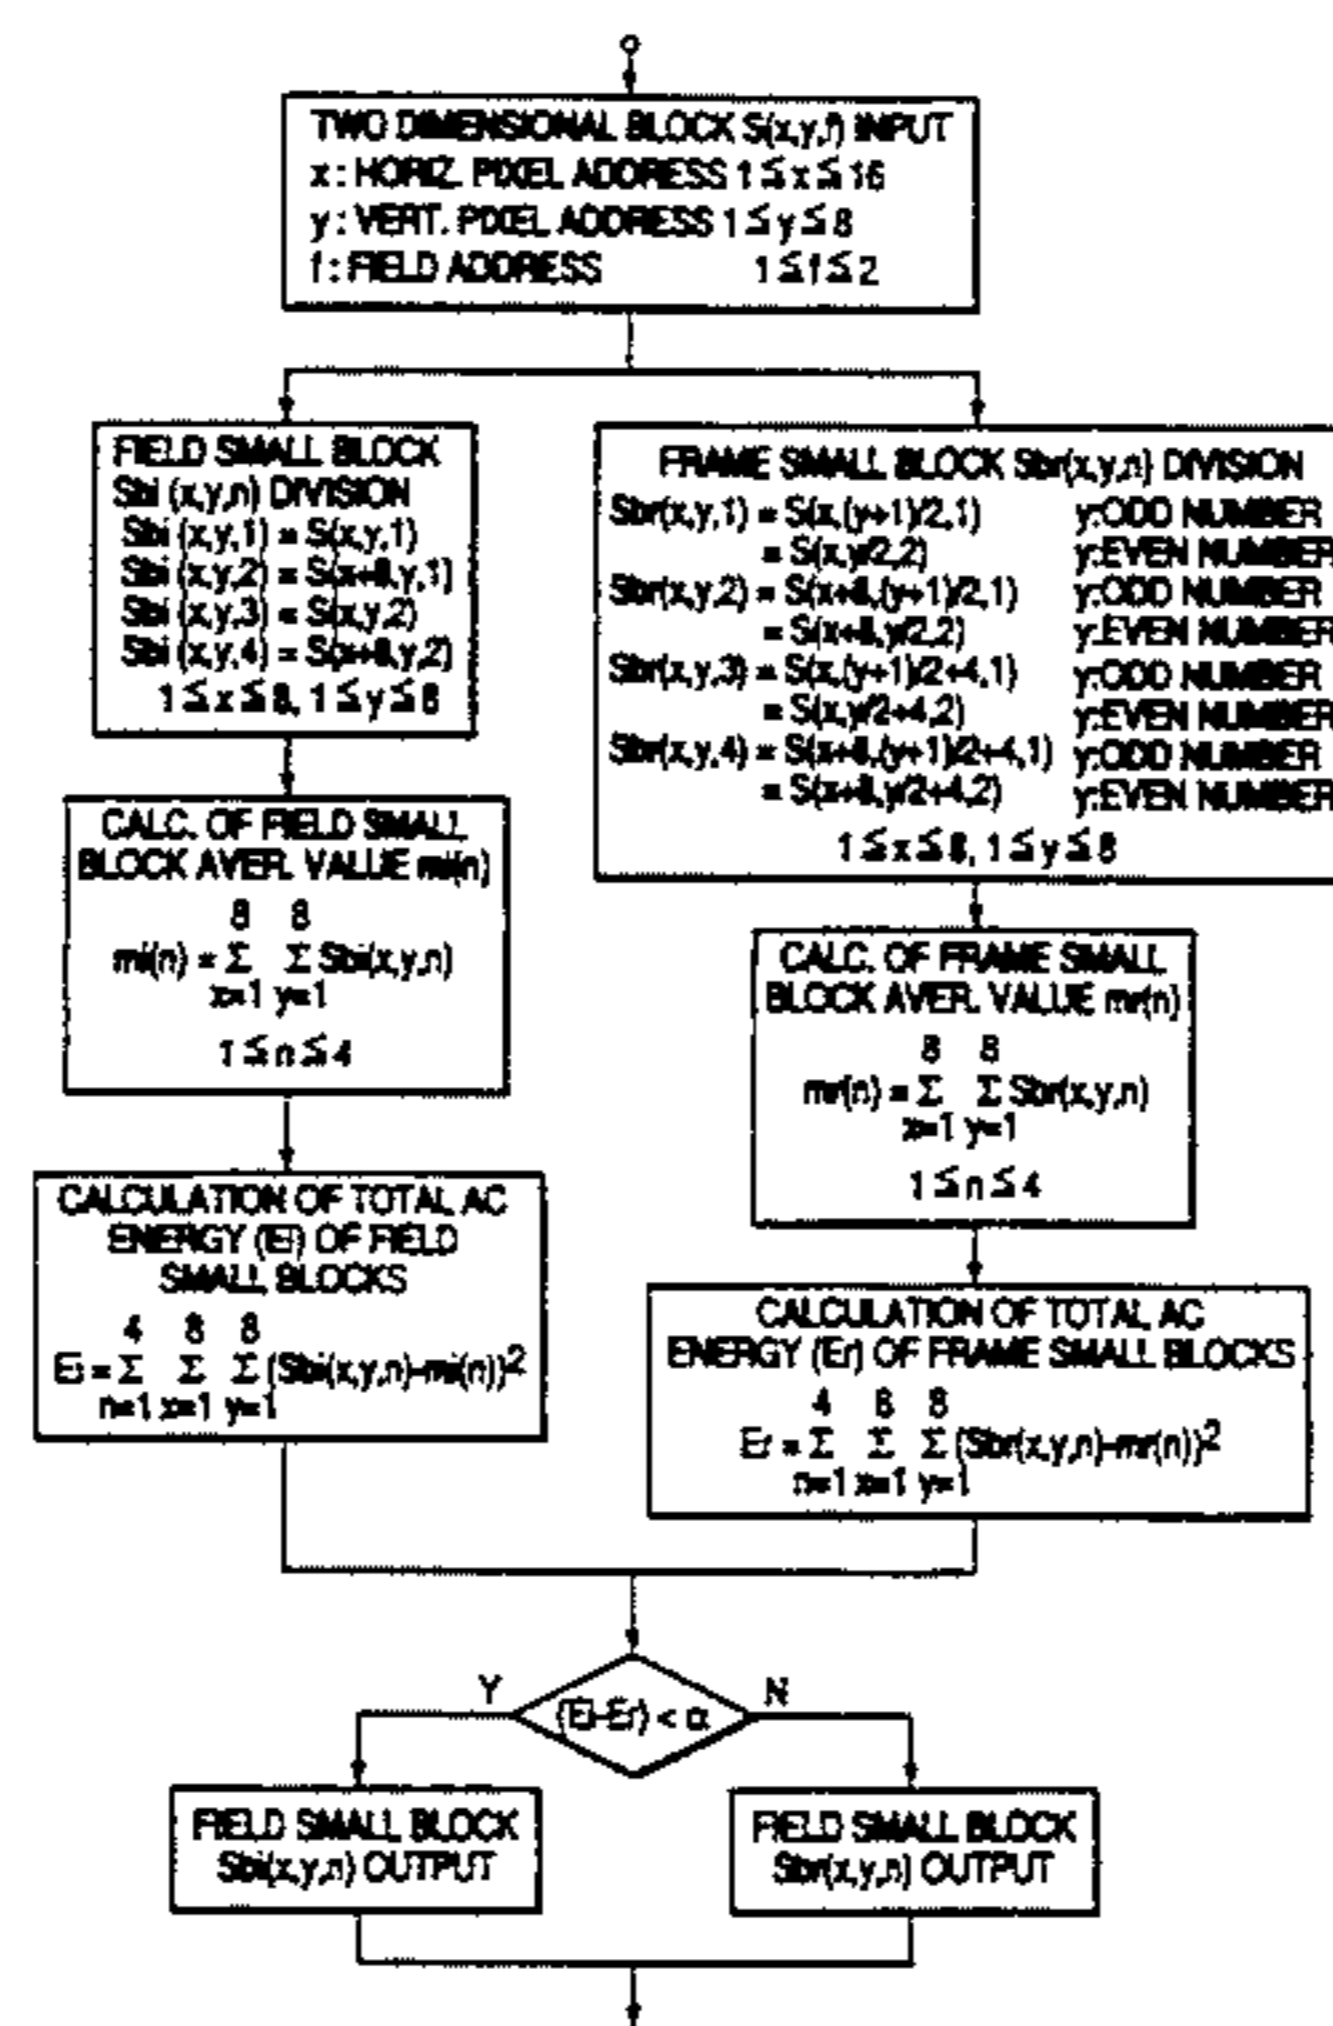 TWO DIMENSIONAL BLOCK S(x,y,f) INPUT
x : HORIZ. PIXEL ADDRESS 1≦x≦16
y : VERT. PIXEL ADDRESS 1≦y≦8
f : FIELD ADDRESS 1≦f≦2
FIELD SMALL BLOCK
Sbi (x,y,n) DIVISION
Sbi (x,y,1) = S(x,y,1)
Sbi (x,y,2) = S(x+8,y,1)
Sbi (x,y,3) = S(x,y,2)
Sbi (x,y,4) = S(x+8,y,2)
1≦x≦8, 1≦y≦8
FRAME SMALL BLOCK Sbr(x,y,n) DIVISION
Sbr(x,y,1) = S(x,(y+1)/2,1) y:ODD NUMBER
= S(x,y/2,2) y:EVEN NUMBER
Sbr(x,y,2) = S(x+8,(y+1)/2,1) y:ODD NUMBER
= S(x+8,y/2,2) y:EVEN NUMBER
Sbr(x,y,3) = S(x,(y+1)/2+4,1) y:ODD NUMBER
= S(x,y/2+4,2) y:EVEN NUMBER
Sbr(x,y,4) = S(x+8,(y+1)/2+4,1) y:ODD NUMBER
= S(x+8,y/2+4,2) y:EVEN NUMBER
1≦x≦8, 1≦y≦8
CALC. OF FIELD SMALL
BLOCK AVER. VALUE mi(n)
8 8
mi(n) = Σ Σ Sbi(x,y,n)
x=1 y=1
1≦n≦4
CALC. OF FRAME SMALL
BLOCK AVER. VALUE mr(n)
8 8
mr(n) = Σ Σ Sbr(x,y,n)
x=1 y=1
1≦n≦4
CALCULATION OF TOTAL AC
ENERGY (Ei) OF FIELD
SMALL BLOCKS
4 8 8
Ei = Σ Σ Σ (Sbi(x,y,n)-mi(n))²
n=1 x=1 y=1
CALCULATION OF TOTAL AC
ENERGY (Er) OF FRAME SMALL BLOCKS
4 8 8
Er = Σ Σ Σ (Sbr(x,y,n)-mr(n))²
n=1 x=1 y=1
Y
(Ei-Er) < α
N
FIELD SMALL BLOCK
Sbi(x,y,n) OUTPUT
FIELD SMALL BLOCK
Sbr(x,y,n) OUTPUT